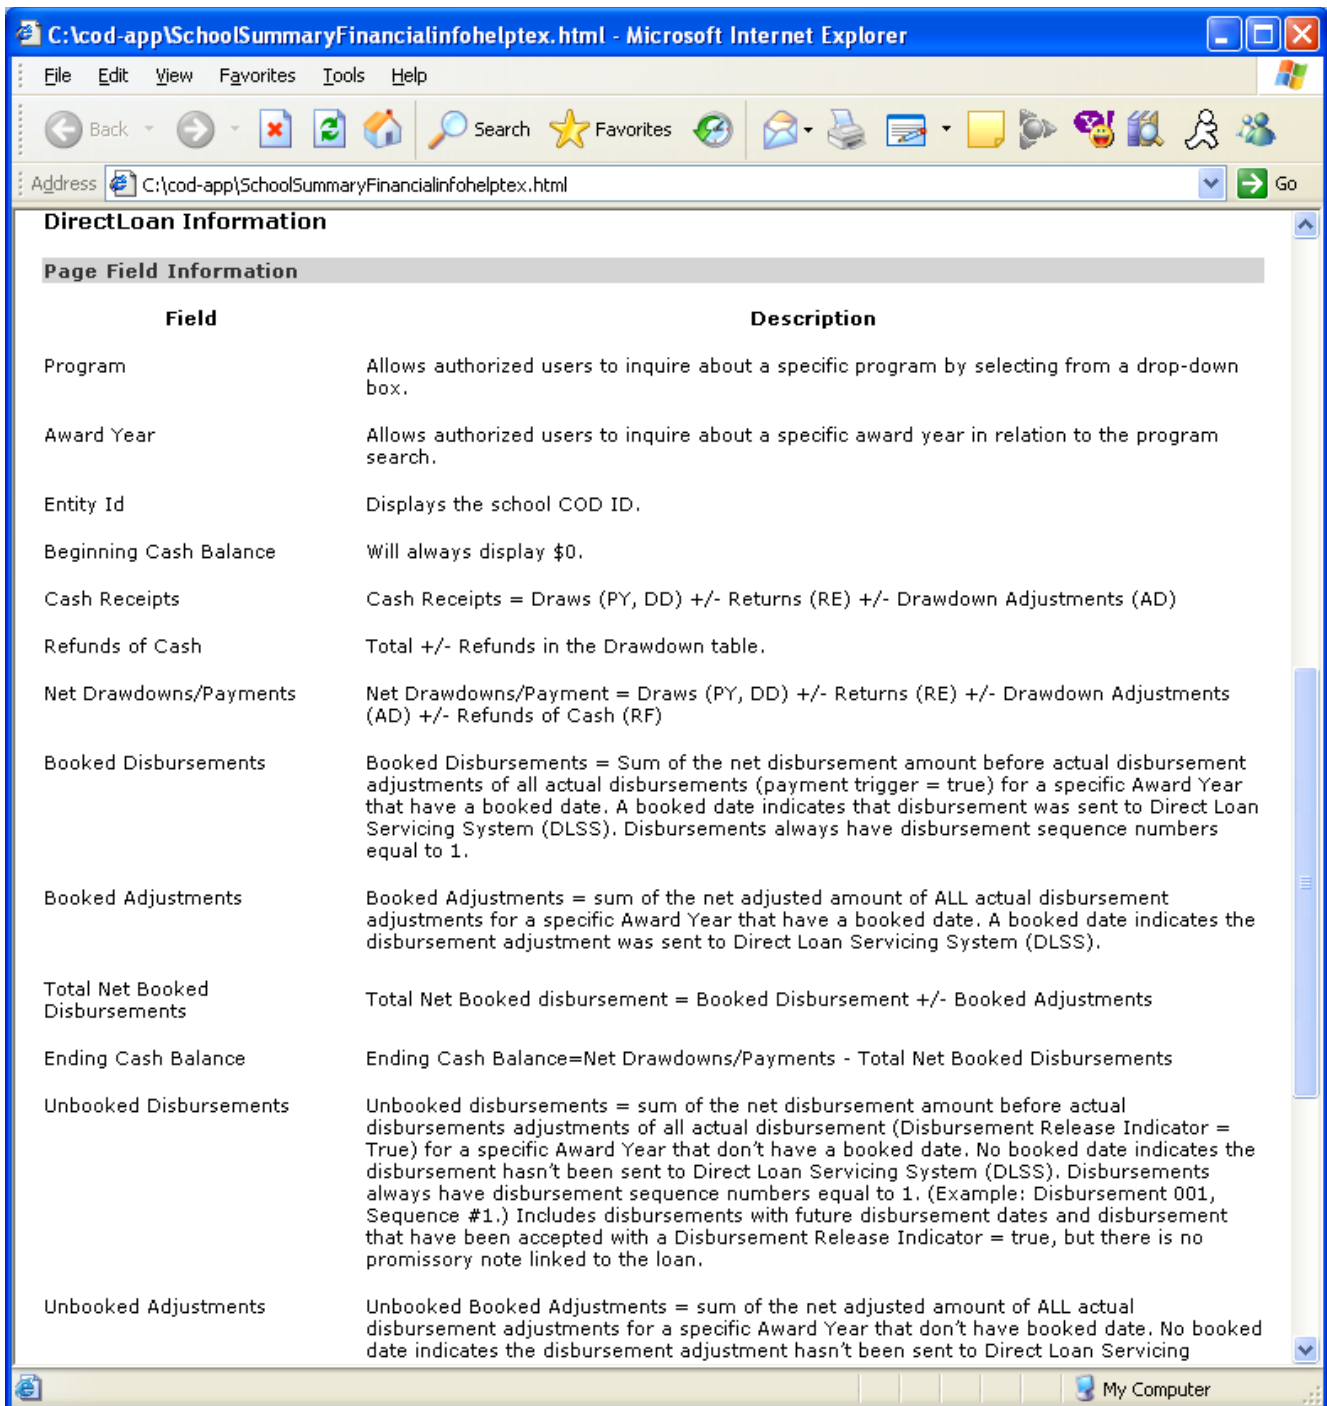 C:\cod-app\SchoolSummaryFinancialinfohelptex.html - Microsoft Internet Explorer
File Edit View Favorites Tools Help
Back Search Favorites
Address C:\cod-app\SchoolSummaryFinancialinfohelptex.html Go
DirectLoan Information
Page Field Information
Field Description
Program Allows authorized users to inquire about a specific program by selecting from a drop-down
box.
Award Year Allows authorized users to inquire about a specific award year in relation to the program
search.
Entity Id Displays the school COD ID.
Beginning Cash Balance Will always display $0.
Cash Receipts Cash Receipts = Draws (PY, DD) +/- Returns (RE) +/- Drawdown Adjustments (AD)
Refunds of Cash Total +/- Refunds in the Drawdown table.
Net Drawdowns/Payments Net Drawdowns/Payment = Draws (PY, DD) +/- Returns (RE) +/- Drawdown Adjustments
(AD) +/- Refunds of Cash (RF)
Booked Disbursements Booked Disbursements = Sum of the net disbursement amount before actual disbursement
adjustments of all actual disbursements (payment trigger = true) for a specific Award Year
that have a booked date. A booked date indicates that disbursement was sent to Direct Loan
Servicing System (DLSS). Disbursements always have disbursement sequence numbers
equal to 1.
Booked Adjustments Booked Adjustments = sum of the net adjusted amount of ALL actual disbursement
adjustments for a specific Award Year that have a booked date. A booked date indicates the
disbursement adjustment was sent to Direct Loan Servicing System (DLSS).
Total Net Booked
Disbursements
Total Net Booked disbursement = Booked Disbursement +/- Booked Adjustments
Ending Cash Balance Ending Cash Balance=Net Drawdowns/Payments - Total Net Booked Disbursements
Unbooked Disbursements Unbooked disbursements = sum of the net disbursement amount before actual
disbursements adjustments of all actual disbursement (Disbursement Release Indicator =
True) for a specific Award Year that don't have a booked date. No booked date indicates the
disbursement hasn't been sent to Direct Loan Servicing System (DLSS). Disbursements
always have disbursement sequence numbers equal to 1. (Example: Disbursement 001,
Sequence #1.) Includes disbursements with future disbursement dates and disbursement
that have been accepted with a Disbursement Release Indicator = true, but there is no
promissory note linked to the loan.
Unbooked Adjustments Unbooked Booked Adjustments = sum of the net adjusted amount of ALL actual
disbursement adjustments for a specific Award Year that don't have booked date. No booked
date indicates the disbursement adjustment hasn't been sent to Direct Loan Servicing
My Computer